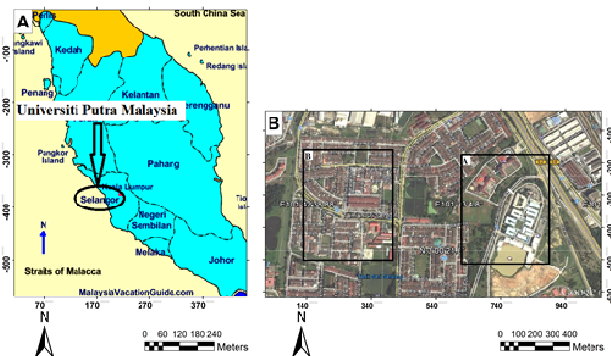 A
South China Sea
Perlis
Langkawi
Island
Kedah
Perhentian Isla.
Redang Isl
Penang
Kelantan
Terengganu
Universiti Putra Malaysia
Pangkor
Island
Pahang
Kuala Lumpur
Selangor
Negeri
Sembilan
Melaka
Johor
Straits of Malacca
MalaysiaVacationGuide.com
N
-100
-200
-300
-400
70 170 270 370
N
0 60 120 180 240
Meters
B
B
A
140 340 540 740 940
N
0 100 200 300 400
Meters